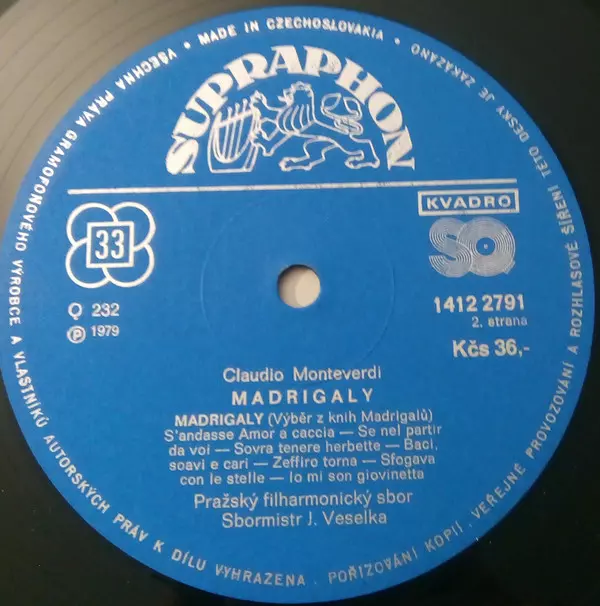 VŠECHNA PRÁVA GRAMOFONOVÉHO VÝROBCE A VLASTNÍKŮ AUTORSKÝCH PRÁV K DÍLU VYHRAZENA . POŘIZOVÁNÍ KOPIÍ, VEŘEJNÉ PROVOZOVÁNÍ A ROZHLASOVÉ ŠÍŘENÍ TÉTO DESKY JE ZAKÁZÁNO • MADE IN CZECHOSLOVAKIA •
SUPRAPHON
KVADRO
SQ
33
Q 232
℗ 1979
1412 2791
2. strana
Kčs 36,-
Claudio Monteverdi
MADRIGALY
MADRIGALY (Výběr z knih Madrigalů)
S'andasse Amor a caccia — Se nel partir
da voi — Sovra tenere herbette — Baci,
soavi e cari — Zeffiro torna — Sfogava
con le stelle — Io mi son giovinetta
Pražský filharmonický sbor
Sbormistr J. Veselka